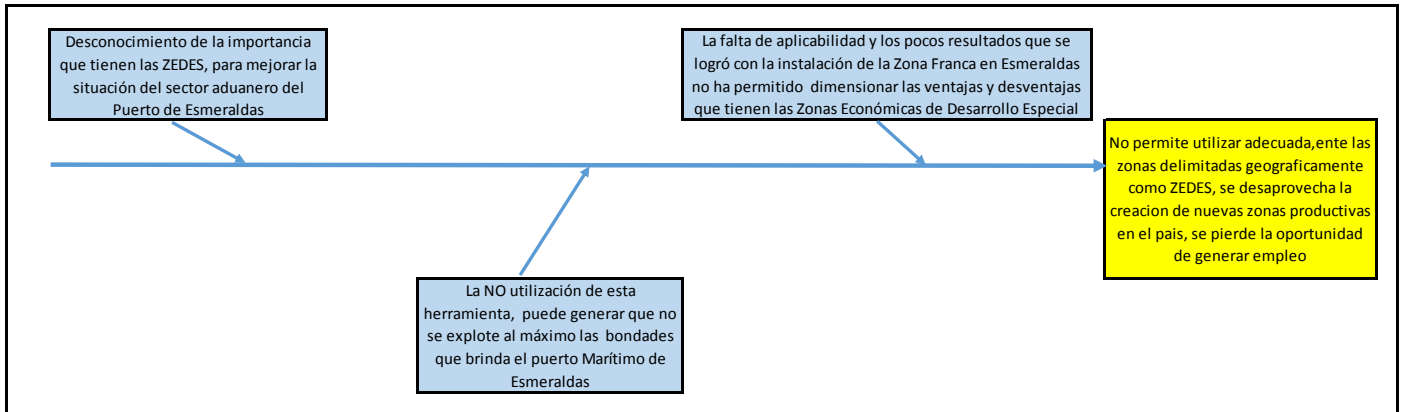 Desconocimiento de la importancia
que tienen las ZEDES, para mejorar la
situación del sector aduanero del
Puerto de Esmeraldas
La falta de aplicabilidad y los pocos resultados que se
logró con la instalación de la Zona Franca en Esmeraldas
no ha permitido dimensionar las ventajas y desventajas
que tienen las Zonas Económicas de Desarrollo Especial
No permite utilizar adecuada,ente las
zonas delimitadas geograficamente
como ZEDES, se desaprovecha la
creacion de nuevas zonas productivas
en el pais, se pierde la oportunidad
de generar empleo
La NO utilización de esta
herramienta, puede generar que no
se explote al máximo las bondades
que brinda el puerto Marítimo de
Esmeraldas